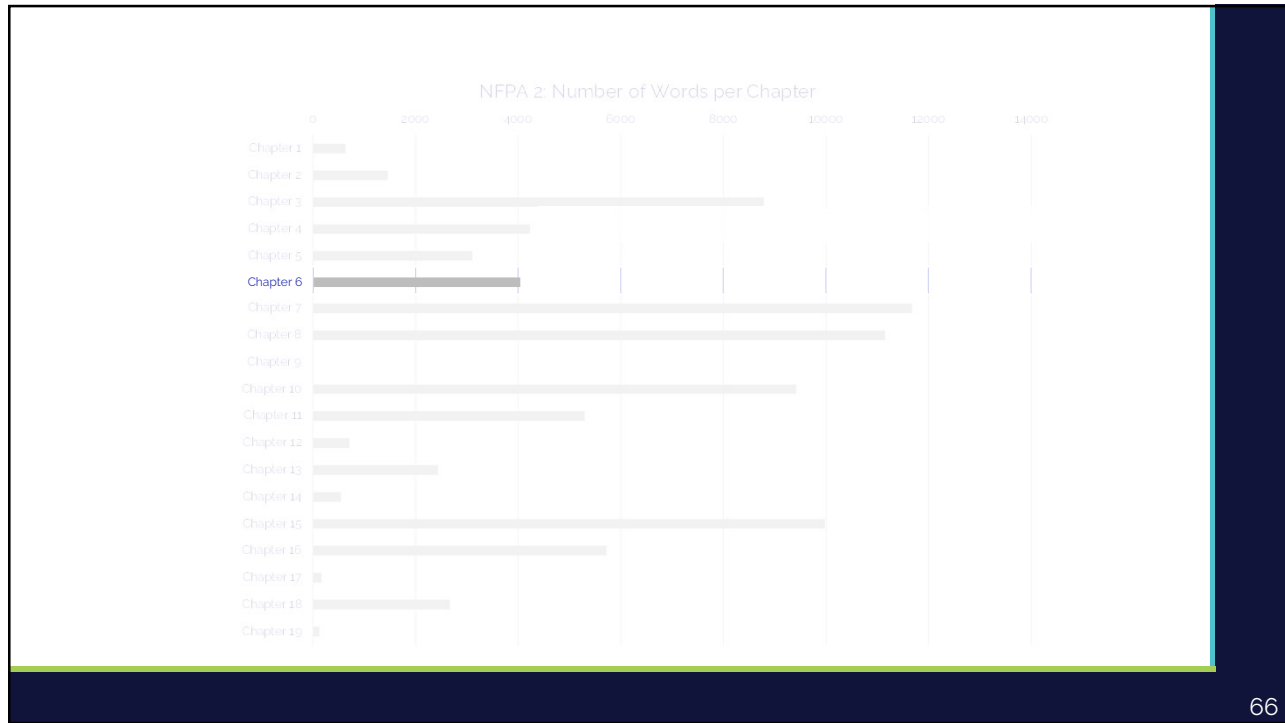 NFPA 2: Number of Words per Chapter
0 2000 4000 6000 8000 10000 12000 14000
Chapter 1
Chapter 2
Chapter 3
Chapter 4
Chapter 5
Chapter 6
Chapter 7
Chapter 8
Chapter 9
Chapter 10
Chapter 11
Chapter 12
Chapter 13
Chapter 14
Chapter 15
Chapter 16
Chapter 17
Chapter 18
Chapter 19
66